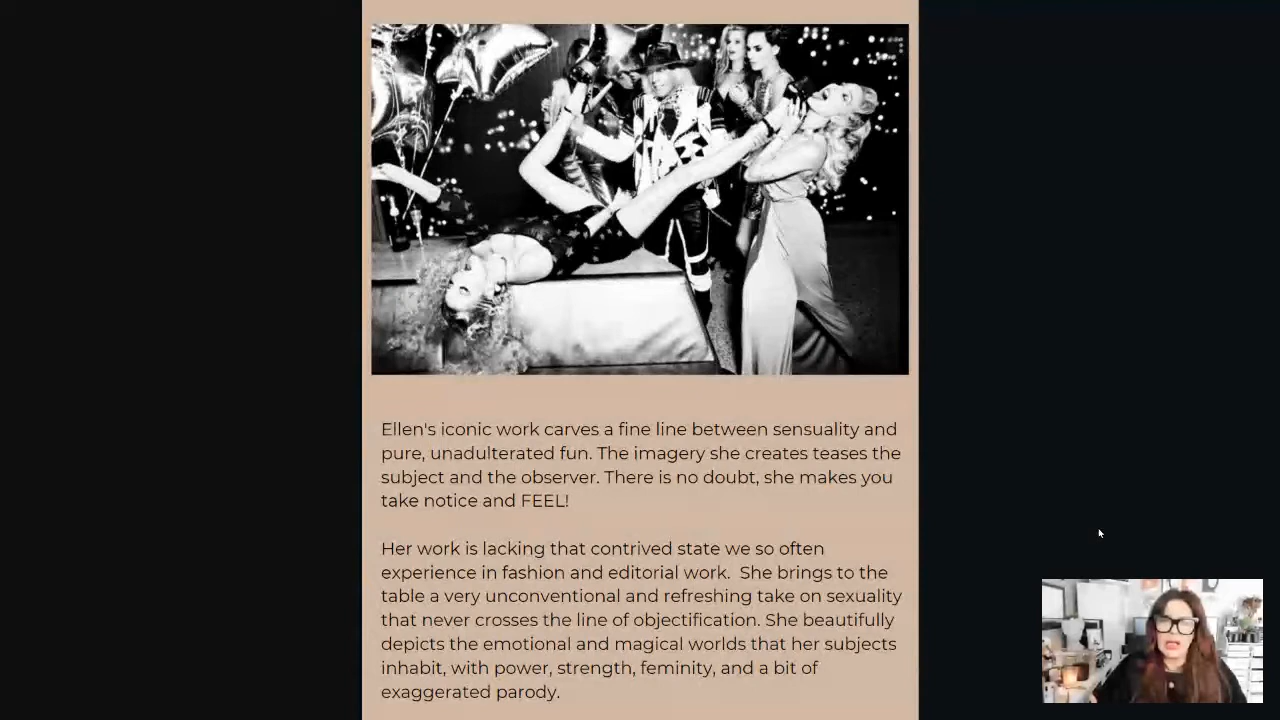 Ellen's iconic work carves a fine line between sensuality and
pure, unadulterated fun. The imagery she creates teases the
subject and the observer. There is no doubt, she makes you
take notice and FEEL!
Her work is lacking that contrived state we so often
experience in fashion and editorial work. She brings to the
table a very unconventional and refreshing take on sexuality
that never crosses the line of objectification. She beautifully
depicts the emotional and magical worlds that her subjects
inhabit, with power, strength, feminity, and a bit of
exaggerated parody.